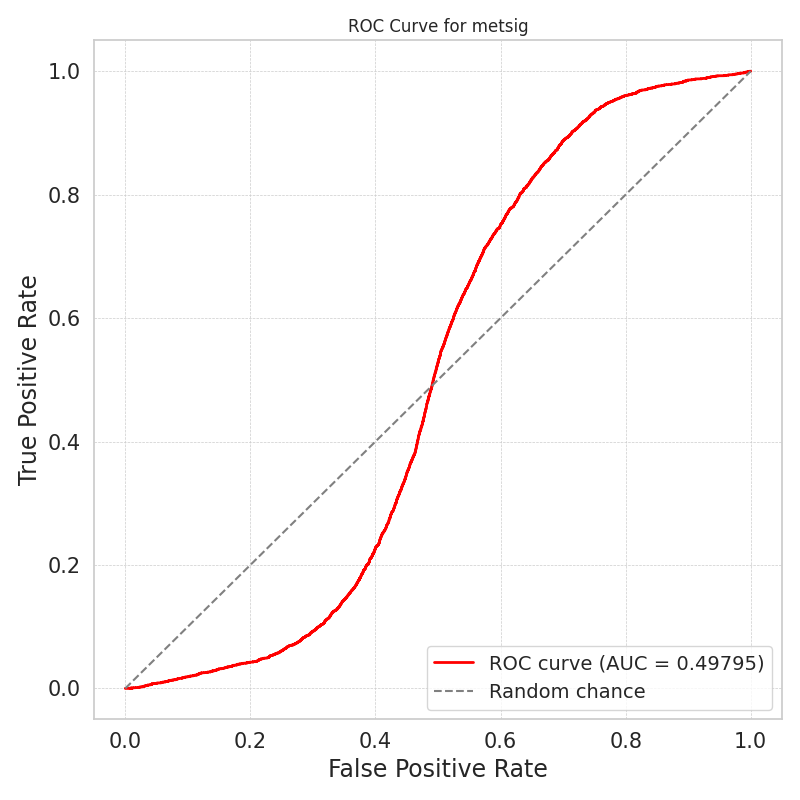 ROC Curve for metsig
True Positive Rate
1.0
0.8
0.6
0.4
0.2
0.0
ROC curve (AUC = 0.49795)
Random chance
0.0 0.2 0.4 0.6 0.8 1.0
False Positive Rate